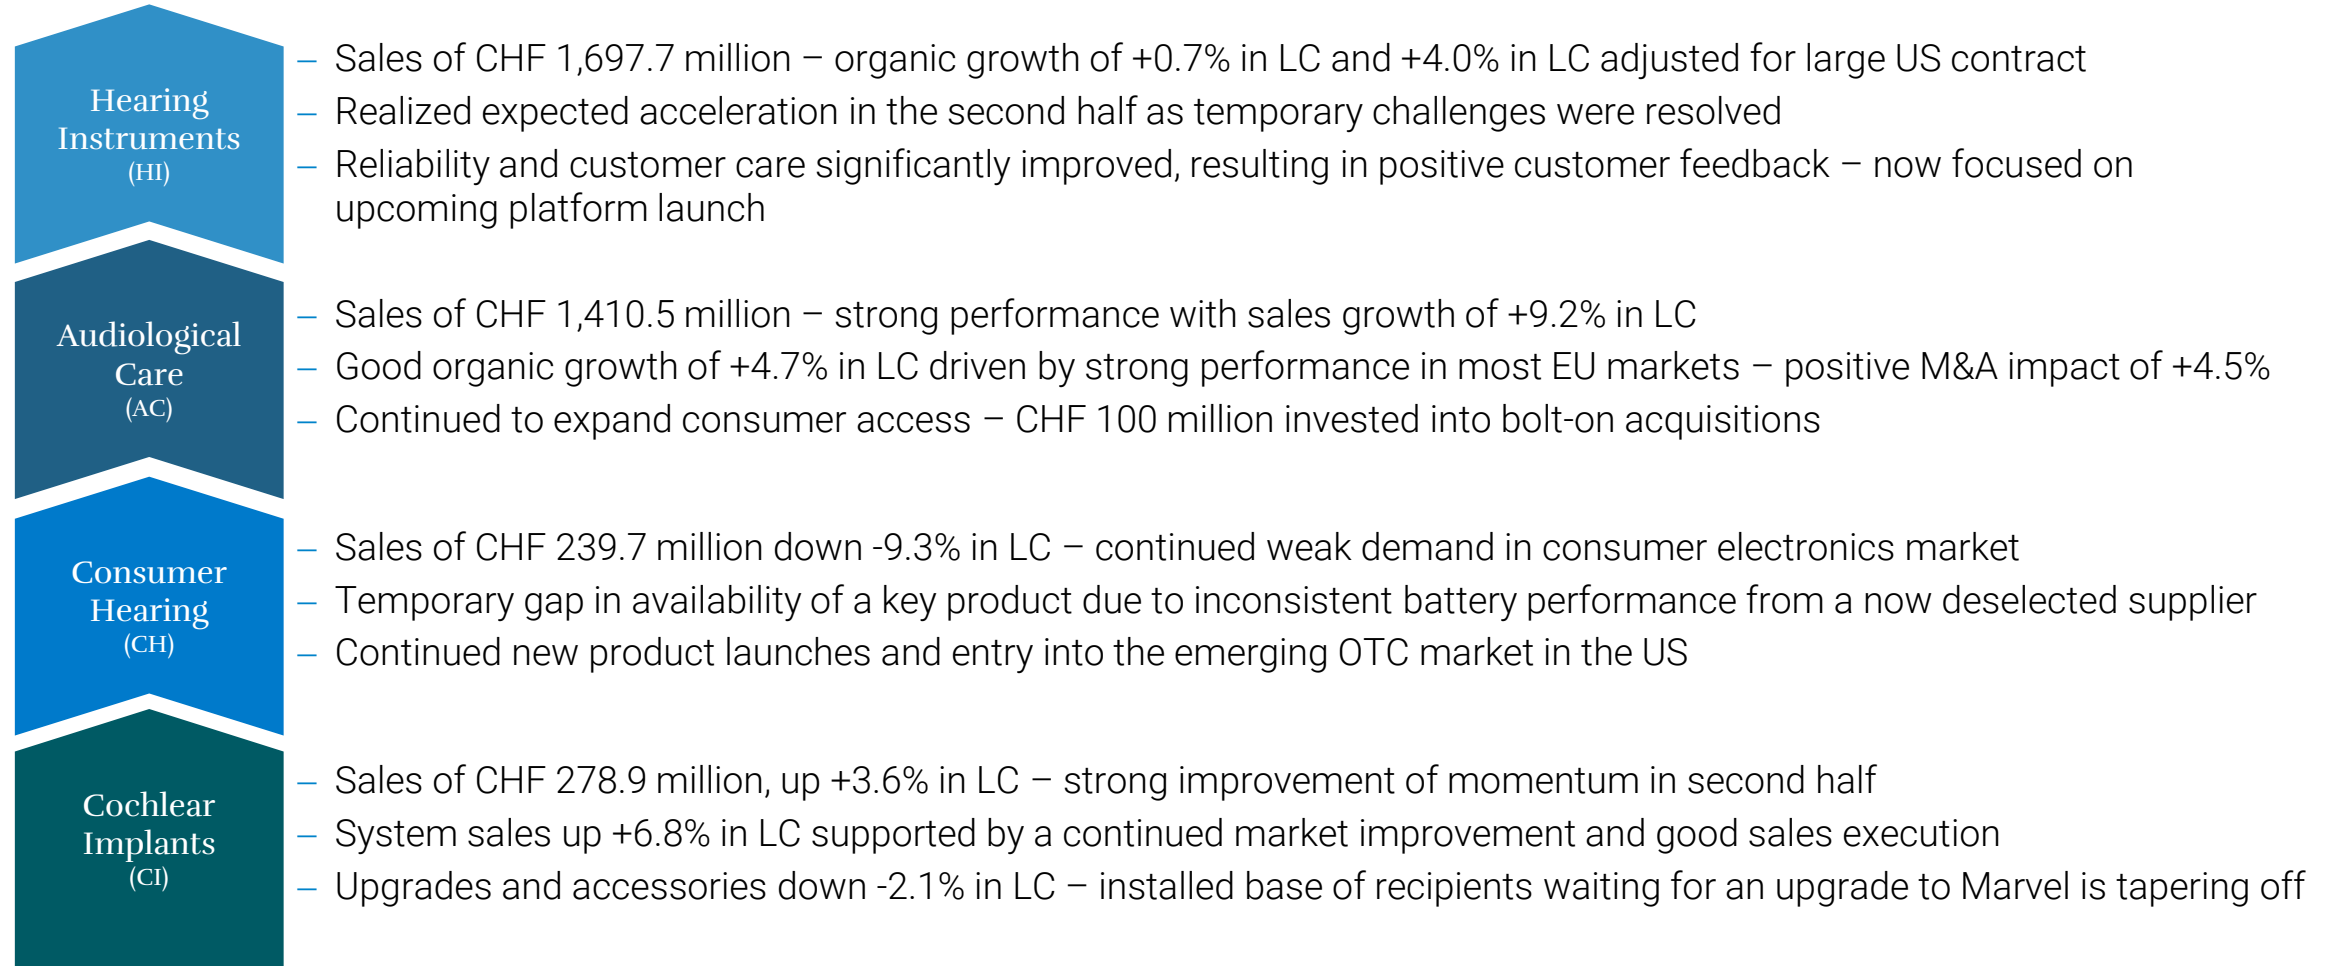 Hearing
Instruments
(HI)
– Sales of CHF 1,697.7 million – organic growth of +0.7% in LC and +4.0% in LC adjusted for large US contract
– Realized expected acceleration in the second half as temporary challenges were resolved
– Reliability and customer care significantly improved, resulting in positive customer feedback – now focused on
upcoming platform launch
Audiological
Care
(AC)
– Sales of CHF 1,410.5 million – strong performance with sales growth of +9.2% in LC
– Good organic growth of +4.7% in LC driven by strong performance in most EU markets – positive M&A impact of +4.5%
– Continued to expand consumer access – CHF 100 million invested into bolt-on acquisitions
Consumer
Hearing
(CH)
– Sales of CHF 239.7 million down -9.3% in LC – continued weak demand in consumer electronics market
– Temporary gap in availability of a key product due to inconsistent battery performance from a now deselected supplier
– Continued new product launches and entry into the emerging OTC market in the US
Cochlear
Implants
(CI)
– Sales of CHF 278.9 million, up +3.6% in LC – strong improvement of momentum in second half
– System sales up +6.8% in LC supported by a continued market improvement and good sales execution
– Upgrades and accessories down -2.1% in LC – installed base of recipients waiting for an upgrade to Marvel is tapering off